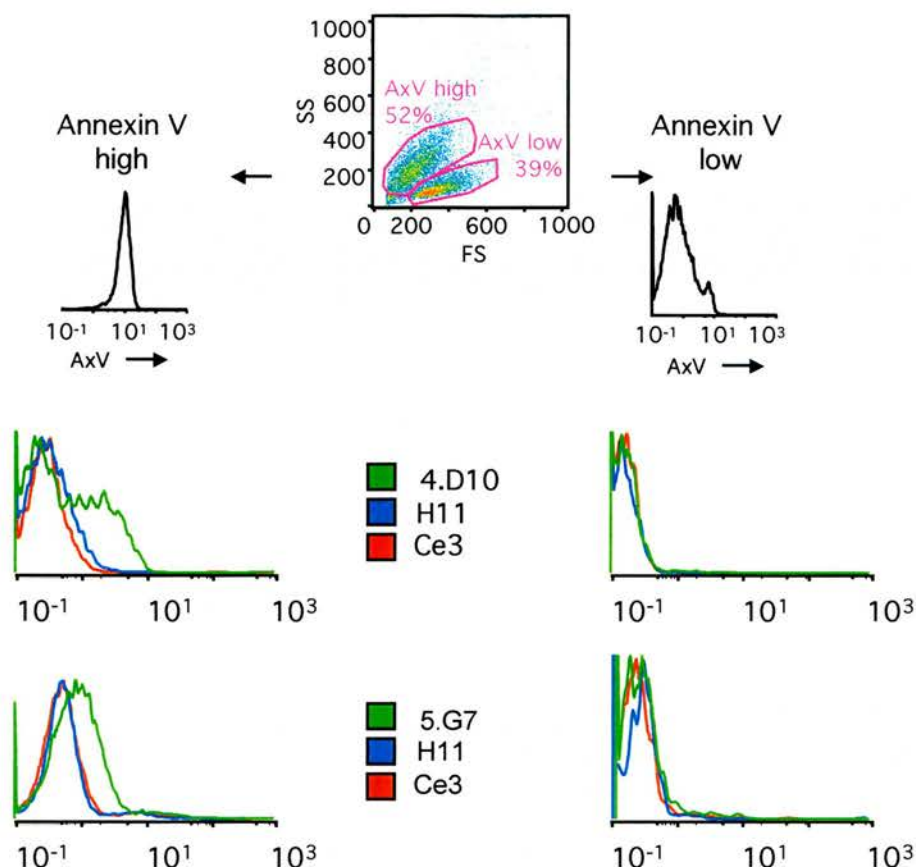 1000
800
600
400
200
SS
AxV high
52%
AxV low
39%
0 200 600 1000
FS
Annexin V
high
10-1 101 103
AxV
Annexin V
low
10-1 101 103
AxV
4.D10
H11
Ce3
10-1 101 103
10-1 101 103
5.G7
H11
Ce3
10-1 101 103
10-1 101 103